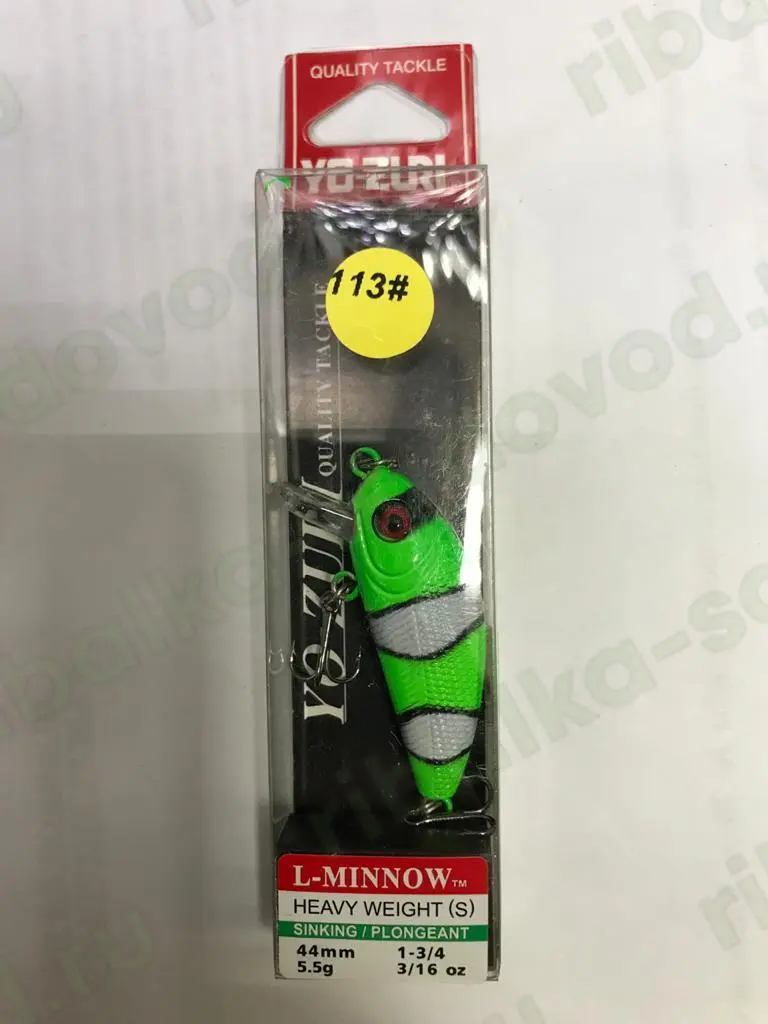 QUALITY TACKLE
YO-ZURI
113#
YO-ZURI QUALITY TACKLE
L-MINNOW™
HEAVY WEIGHT (S)
SINKING / PLONGEANT
44mm 1-3/4
5.5g 3/16 oz